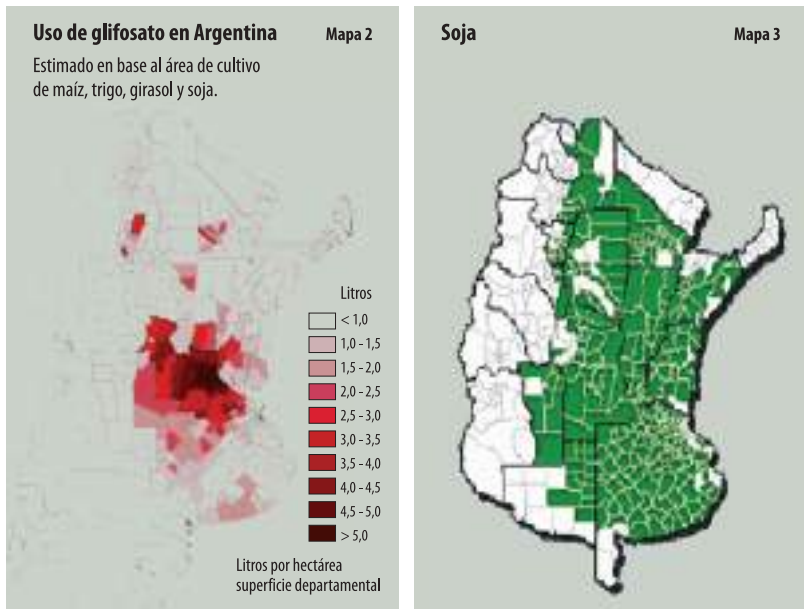 Uso de glifosato en Argentina
Mapa 2
Estimado en base al área de cultivo
de maíz, trigo, girasol y soja.
Litros
< 1,0
1,0 - 1,5
1,5 - 2,0
2,0 - 2,5
2,5 - 3,0
3,0 - 3,5
3,5 - 4,0
4,0 - 4,5
4,5 - 5,0
> 5,0
Litros por hectárea
superficie departamental
Soja
Mapa 3